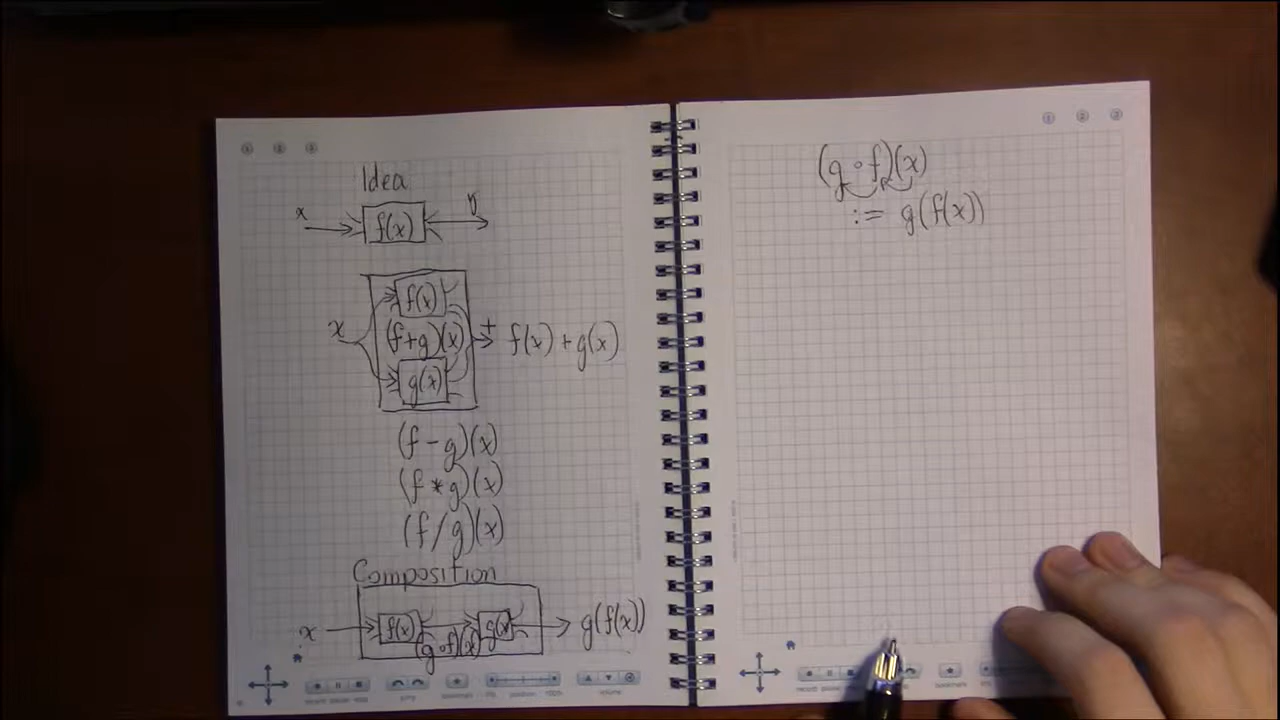 Idea
x f(x) y
f(x)
x (f+g)(x) + f(x)+g(x)
g(x)
(f-g)(x)
(f*g)(x)
(f/g)(x)
Composition
x f(x) g(x) g(f(x))
(g∘f)(x)
(g∘f)(x)
:= g(f(x))